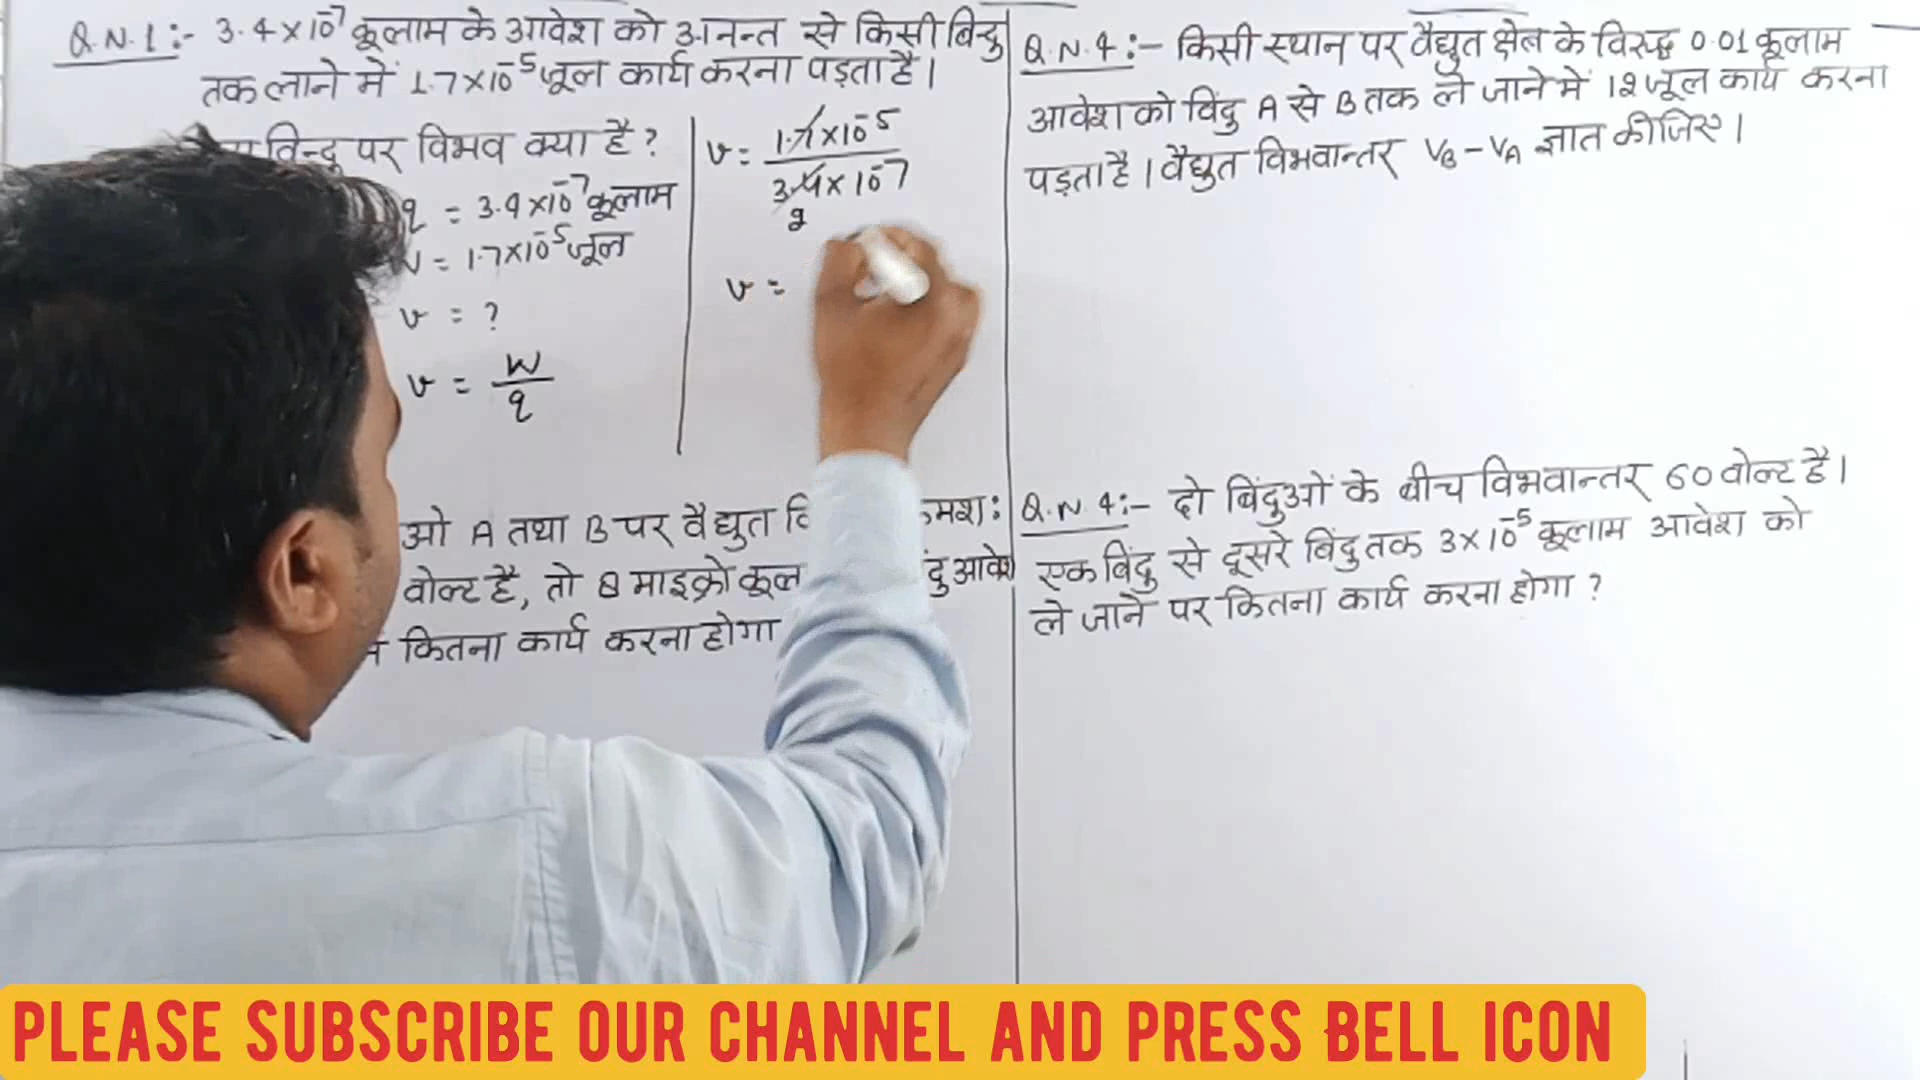 Q.N.1:- 3.4×10⁻⁷ कूलाम के आवेश को अनन्त से किसी बिन्दु
तक लाने में 1.7×10⁻⁵ जूल कार्य करना पड़ता है।
बिन्दु पर विभव क्या है?
q = 3.4×10⁻⁷ कूलाम
= 1.7×10⁻⁵ जूल
v = ?
v = W/q
v = 1.7×10⁻⁵ / 3.4×10⁻⁷
2
v =
ओ A तथा B पर वैद्युत वि
वोल्ट है, तो 8 माइक्रो कूल आवेश
कितना कार्य करना होगा
Q.N.4:- किसी स्थान पर वैद्युत क्षेत्र के विरुद्ध 0.01 कूलाम
आवेश को बिंदु A से B तक ले जाने में 12 जूल कार्य करना
पड़ता है। वैद्युत विभवान्तर V_B - V_A ज्ञात कीजिए।
Q.N.4:- दो बिंदुओं के बीच विभवान्तर 60 वोल्ट है।
एक बिंदु से दूसरे बिंदु तक 3×10⁻⁵ कूलाम आवेश को
ले जाने पर कितना कार्य करना होगा?
PLEASE SUBSCRIBE OUR CHANNEL AND PRESS BELL ICON